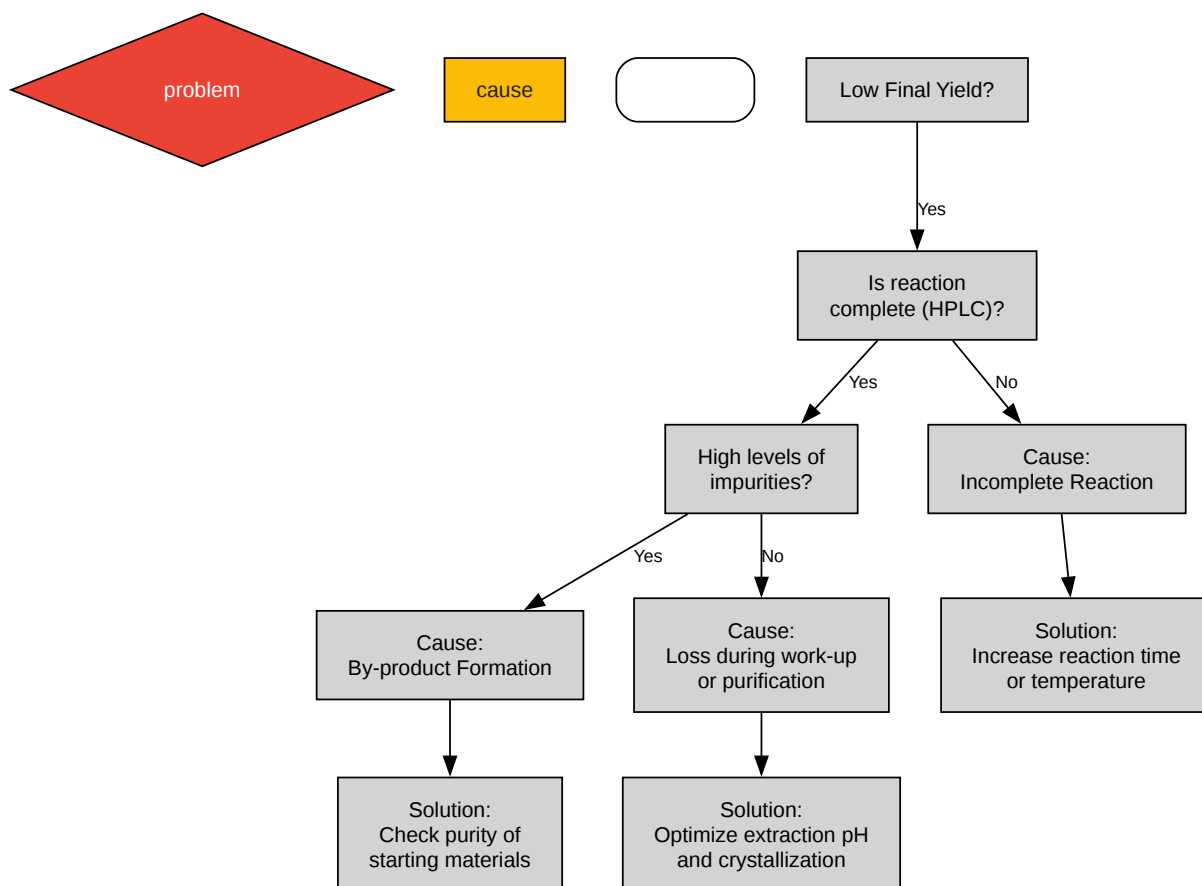 problem
cause
Low Final Yield?
Yes
Is reaction
complete (HPLC)?
Yes
No
High levels of
impurities?
Cause:
Incomplete Reaction
Yes
No
Cause:
By-product Formation
Cause:
Loss during work-up
or purification
Solution:
Increase reaction time
or temperature
Solution:
Check purity of
starting materials
Solution:
Optimize extraction pH
and crystallization